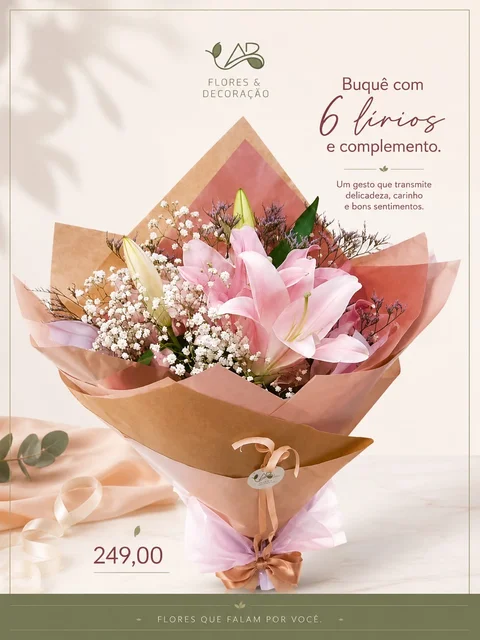 AB
FLORES &
DECORAÇÃO
Buquê com
6 lírios
e complemento.
Um gesto que transmite
delicadeza, carinho
e bons sentimentos.
249,00
FLORES QUE FALAM POR VOCÊ.